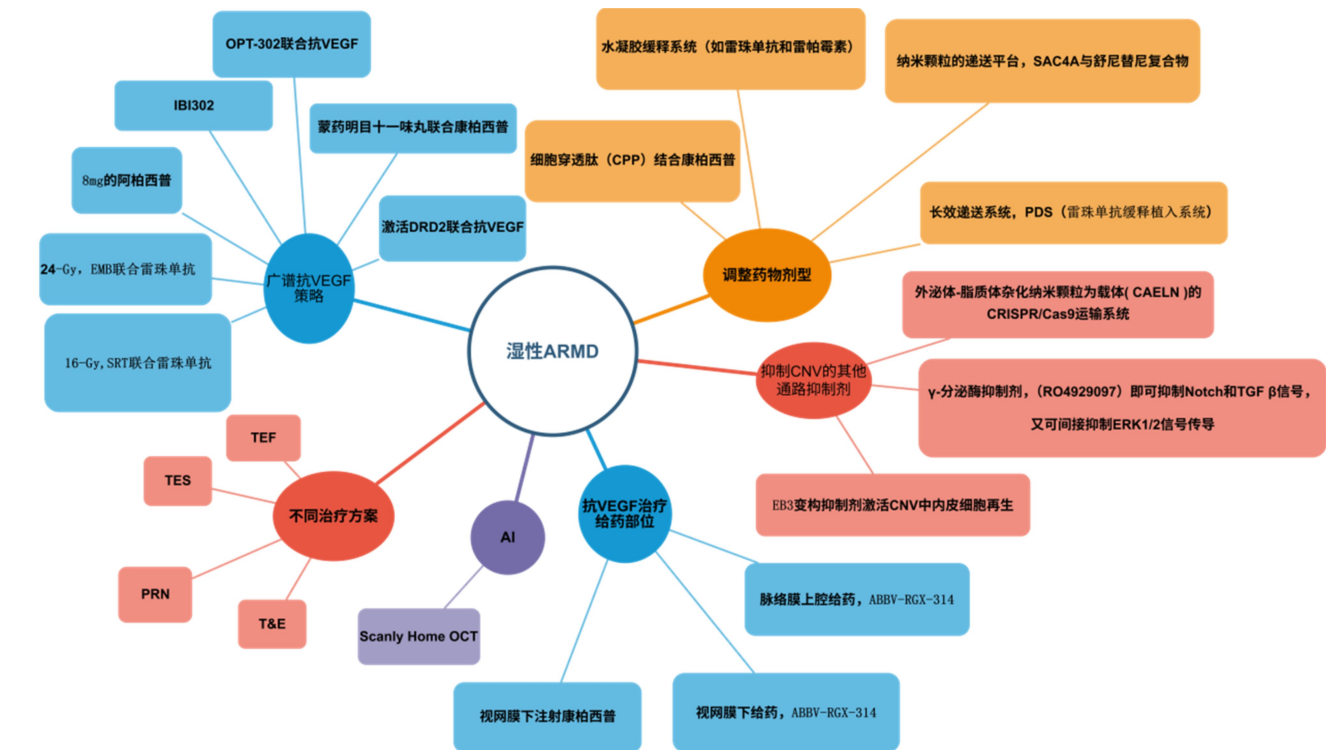 湿性ARMD
广谱抗VEGF
策略
OPT-302联合抗VEGF
IBI302
蒙药明目十一味丸联合康柏西普
8mg的阿柏西普
激活DRD2联合抗VEGF
24-Gy，EMB联合雷珠单抗
16-Gy,SRT联合雷珠单抗
调整药物剂型
水凝胶缓释系统（如雷珠单抗和雷帕霉素）
纳米颗粒的递送平台，SAC4A与舒尼替尼复合物
细胞穿透肽（CPP）结合康柏西普
长效递送系统，PDS（雷珠单抗缓释植入系统）
抑制CNV的其他
通路抑制剂
外泌体-脂质体杂化纳米颗粒为载体( CAELN )的
CRISPR/Cas9运输系统
γ-分泌酶抑制剂，（RO4929097）即可抑制Notch和TGF β信号，
又可间接抑制ERK1/2信号传导
EB3变构抑制剂激活CNV中内皮细胞再生
抗VEGF治疗
给药部位
脉络膜上腔给药，ABBV-RGX-314
视网膜下给药，ABBV-RGX-314
视网膜下注射康柏西普
AI
Scanly Home OCT
不同治疗方案
TEF
TES
PRN
T&E